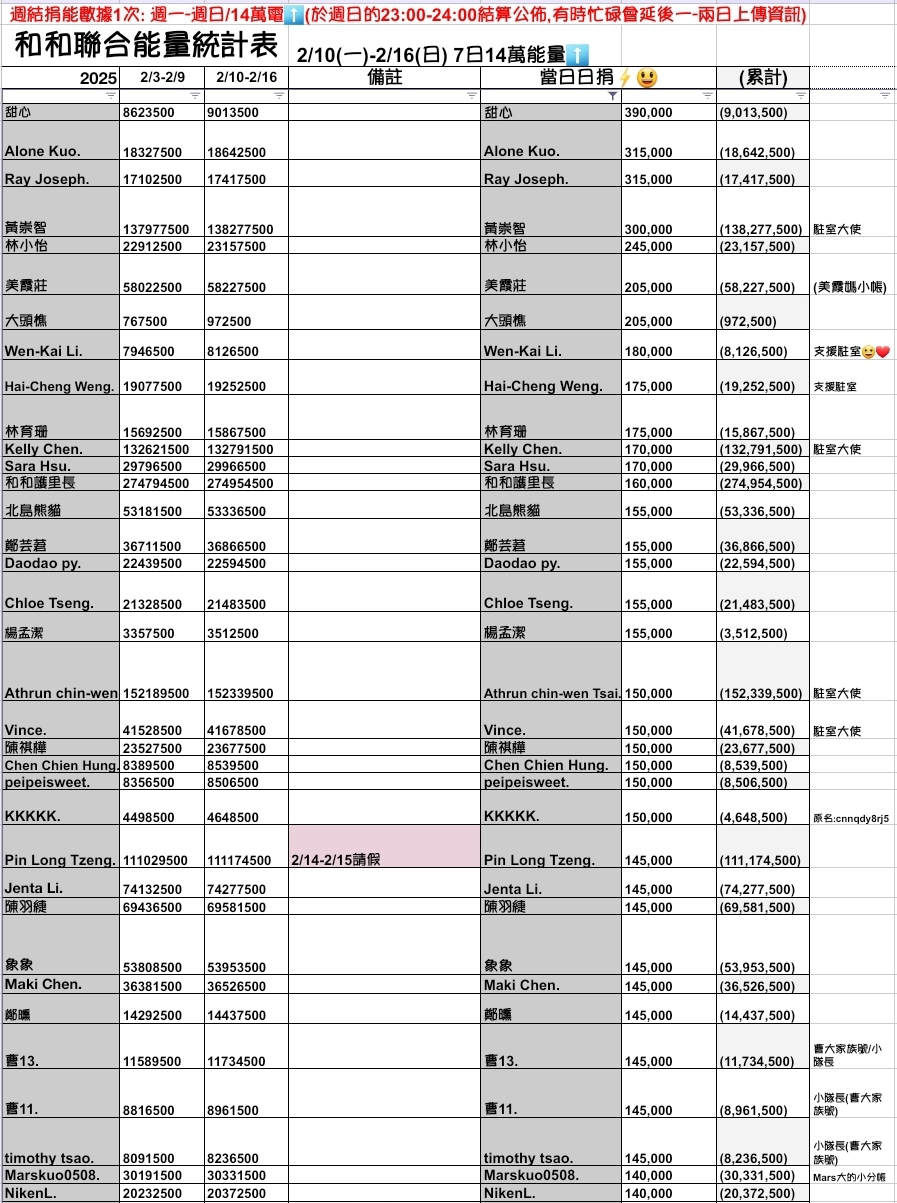 週結捐能數據1次: 週一-週日/14萬電⬆️(於週日的23:00-24:00結算公佈,有時忙碌會延後一-兩日上傳資訊)
和和聯合能量統計表 2/10(一)-2/16(日) 7日14萬能量⬆️
2025 2/3-2/9 2/10-2/16 備註 當日日捐⚡😃 (累計)
甜心 8623500 9013500 甜心 390,000 (9,013,500)
Alone Kuo. 18327500 18642500 Alone Kuo. 315,000 (18,642,500)
Ray Joseph. 17102500 17417500 Ray Joseph. 315,000 (17,417,500)
黃崇智 137977500 138277500 黃崇智 300,000 (138,277,500) 駐室大使
林小怡 22912500 23157500 林小怡 245,000 (23,157,500)
美霞莊 58022500 58227500 美霞莊 205,000 (58,227,500) (美霞媽小帳)
大頭樵 767500 972500 大頭樵 205,000 (972,500)
Wen-Kai Li. 7946500 8126500 Wen-Kai Li. 180,000 (8,126,500) 支援駐室😉❤️
Hai-Cheng Weng. 19077500 19252500 Hai-Cheng Weng. 175,000 (19,252,500) 支援駐室
林育珊 15692500 15867500 林育珊 175,000 (15,867,500)
Kelly Chen. 132621500 132791500 Kelly Chen. 170,000 (132,791,500) 駐室大使
Sara Hsu. 29796500 29966500 Sara Hsu. 170,000 (29,966,500)
和和護里長 274794500 274954500 和和護里長 160,000 (274,954,500)
北島熊貓 53181500 53336500 北島熊貓 155,000 (53,336,500)
鄭芸莙 36711500 36866500 鄭芸莙 155,000 (36,866,500)
Daodao py. 22439500 22594500 Daodao py. 155,000 (22,594,500)
Chloe Tseng. 21328500 21483500 Chloe Tseng. 155,000 (21,483,500)
楊孟潔 3357500 3512500 楊孟潔 155,000 (3,512,500)
Athrun chin-wen 152189500 152339500 Athrun chin-wen Tsai. 150,000 (152,339,500) 駐室大使
Vince. 41528500 41678500 Vince. 150,000 (41,678,500) 駐室大使
陳祺樺 23527500 23677500 陳祺樺 150,000 (23,677,500)
Chen Chien Hung. 8389500 8539500 Chen Chien Hung. 150,000 (8,539,500)
peipeisweet. 8356500 8506500 peipeisweet. 150,000 (8,506,500)
KKKKK. 4498500 4648500 KKKKK. 150,000 (4,648,500) 原名:cnnqdy8rj5
Pin Long Tzeng. 111029500 111174500 2/14-2/15請假 Pin Long Tzeng. 145,000 (111,174,500)
Jenta Li. 74132500 74277500 Jenta Li. 145,000 (74,277,500)
陳羽緁 69436500 69581500 陳羽緁 145,000 (69,581,500)
象象 53808500 53953500 象象 145,000 (53,953,500)
Maki Chen. 36381500 36526500 Maki Chen. 145,000 (36,526,500)
鄭 14292500 14437500 鄭 145,000 (14,437,500)
曹13. 11589500 11734500 曹13. 145,000 (11,734,500) 曹大家族號/小
隊長
曹11. 8816500 8961500 曹11. 145,000 (8,961,500) 小隊長(曹大家
族號)
timothy tsao. 8091500 8236500 timothy tsao. 145,000 (8,236,500) 小隊長(曹大家
族號)
Marskuo0508. 30191500 30331500 Marskuo0508. 140,000 (30,331,500) Mars大的小分帳
NikenL. 20232500 20372500 NikenL. 140,000 (20,372,500)